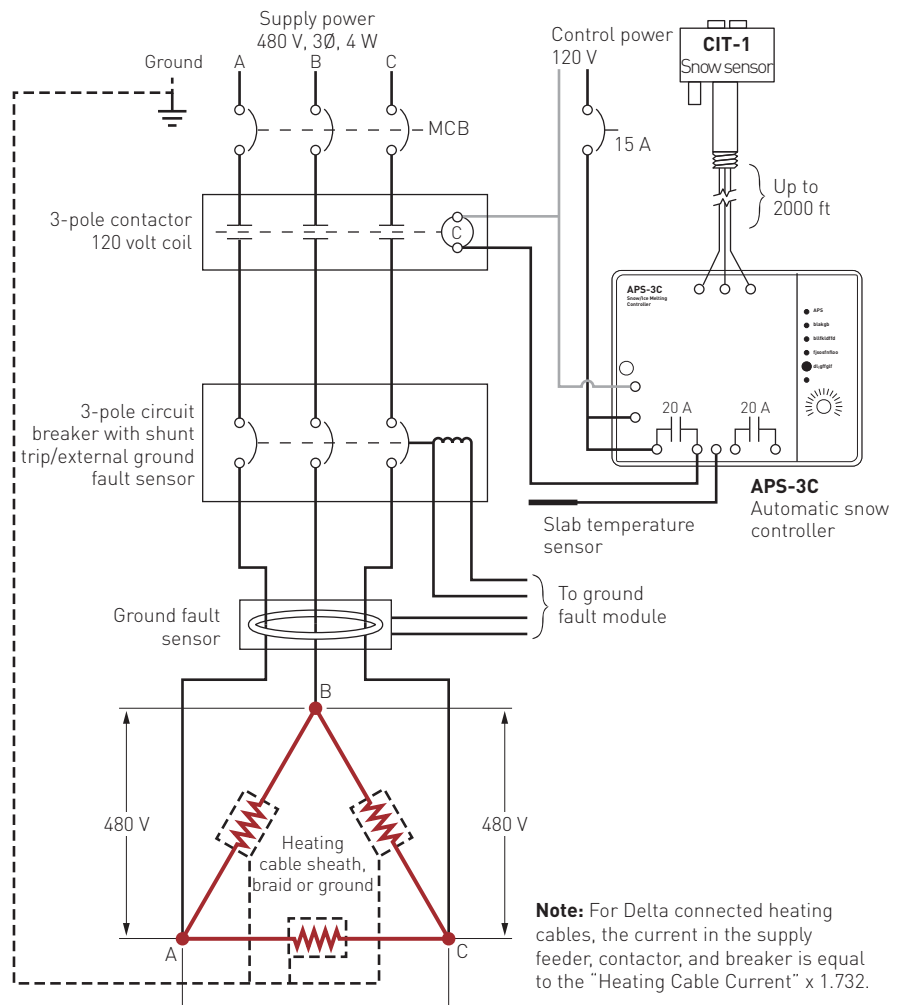 Supply power
480 V, 3Ø, 4 W
Ground
A
B
C
MCB
Control power
120 V
15 A
CIT-1
Snow sensor
Up to
2000 ft
3-pole contactor
120 volt coil
C
APS-3C
Snow/Ice Melting
Controller
APS
20 A
20 A
APS-3C
Automatic snow
controller
3-pole circuit
breaker with shunt
trip/external ground
fault sensor
Slab temperature
sensor
To ground
fault module
Ground fault
sensor
B
480 V
480 V
Heating
cable sheath,
braid or ground
A
C
Note: For Delta connected heating
cables, the current in the supply
feeder, contactor, and breaker is equal
to the "Heating Cable Current" x 1.732.